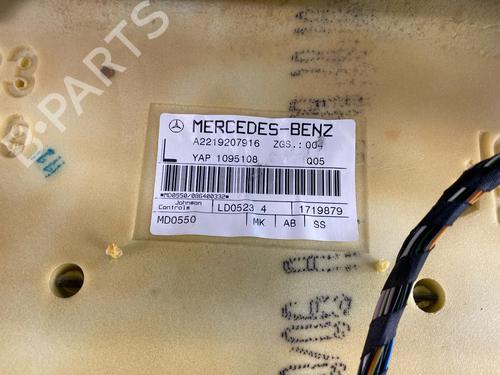 B-PARTS
3
MERCEDES-BENZ
A2219207916 ZGS.: 004
L YAP 1095108 Q05
*MD0550/086400332*
Johnson Controls LD0523 4 1719879
MD0550 MK AB SS